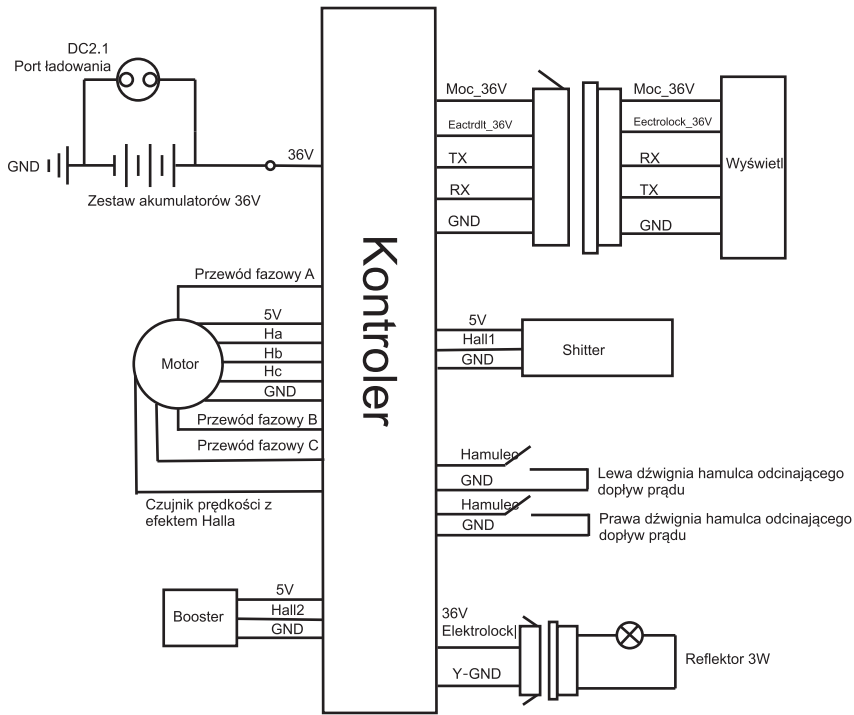 DC2.1
Port ładowania
GND
36V
Zestaw akumulatorów 36V
Kontroler
Moc_36V
Eactrdlt_36V
TX
RX
GND
Moc_36V
Eectrolock_36V
RX
TX
GND
Wyświetl
Przewód fazowy A
5V
Ha
Hb
Hc
GND
Motor
Przewód fazowy B
Przewód fazowy C
Czujnik prędkości z
efektem Halla
5V
Hall1
GND
Shitter
Hamulec
GND
Lewa dźwignia hamulca odcinającego
dopływ prądu
Hamulec
GND
Prawa dźwignia hamulca odcinającego
dopływ prądu
Booster
5V
Hall2
GND
36V
Elektrolock|
Y-GND
Reflektor 3W